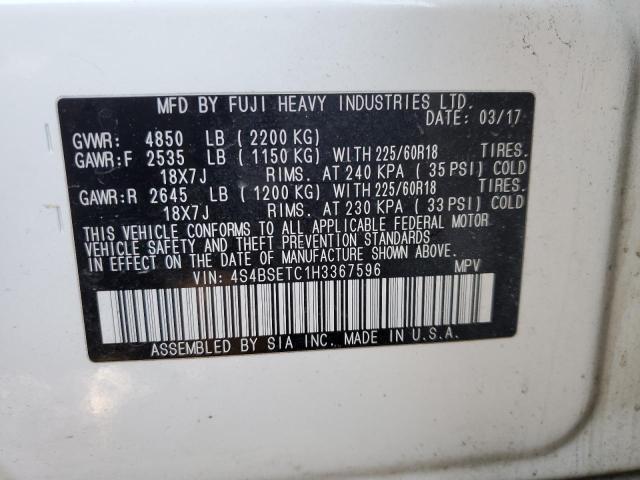 MFD BY FUJI HEAVY INDUSTRIES LTD.
DATE: 03/17
GVWR: 4850 LB ( 2200 KG)
GAWR:F 2535 LB ( 1150 KG) WITH 225/60R18 TIRES.
18X7J RIMS. AT 240 KPA ( 35 PSI) COLD
GAWR:R 2645 LB ( 1200 KG) WITH 225/60R18 TIRES.
18X7J RIMS. AT 230 KPA ( 33 PSI) COLD
THIS VEHICLE CONFORMS TO ALL APPLICABLE FEDERAL MOTOR
VEHICLE SAFETY AND THEFT PREVENTION STANDARDS
IN EFFECT ON THE DATE OF MANUFACTURE SHOWN ABOVE.
VIN: 4S4BSETC1H3367596 MPV
ASSEMBLED BY SIA INC. MADE IN U.S.A.